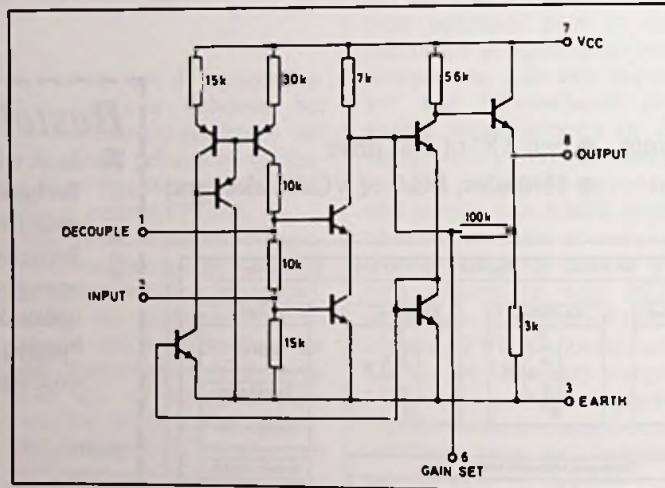 7
VCC
15k
30k
7k
56k
8
OUTPUT
10k
100k
1
DECOUPLE
10k
2
INPUT
15k
3k
3
EARTH
6
GAIN SET